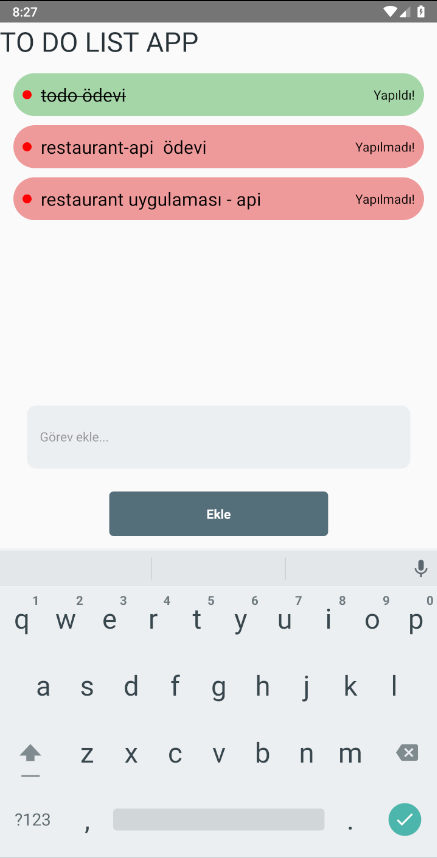 8:27
TO DO LIST APP
todo ödevi Yapıldı!
restaurant-api  ödevi Yapılmadı!
restaurant uygulaması - api Yapılmadı!
Görev ekle...
Ekle
1 2 3 4 5 6 7 8 9 0
q w e r t y u i o p
a s d f g h j k l
z x c v b n m
?123 , .